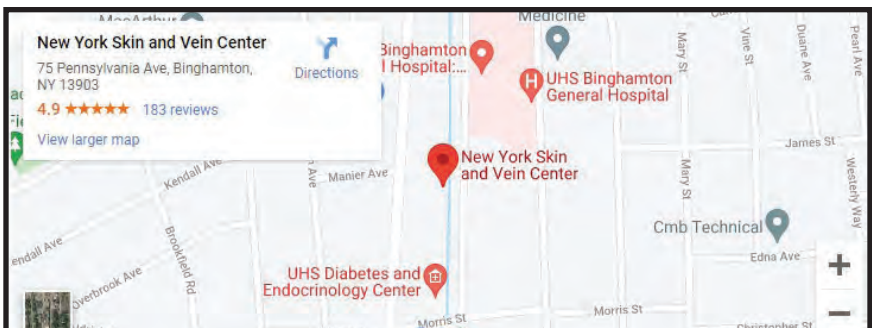 MacArthur
Medicine
New York Skin and Vein Center
75 Pennsylvania Ave, Binghamton,
NY 13903
4.9 ★★★★★ 183 reviews
View larger map
Directions
Binghamton
l Hospital:...
UHS Binghamton
General Hospital
Mary St
Vine St
Duane Ave
Pearl Ave
James St
New York Skin
and Vein Center
Kendall Ave
Manier Ave
Ave
Mary St
Westerly Way
Cmb Technical
endall Ave
Brookfield Rd
Edna Ave
Overbrook Ave
UHS Diabetes and
Endocrinology Center
+
−
Morris St
Morris St
Christopher St